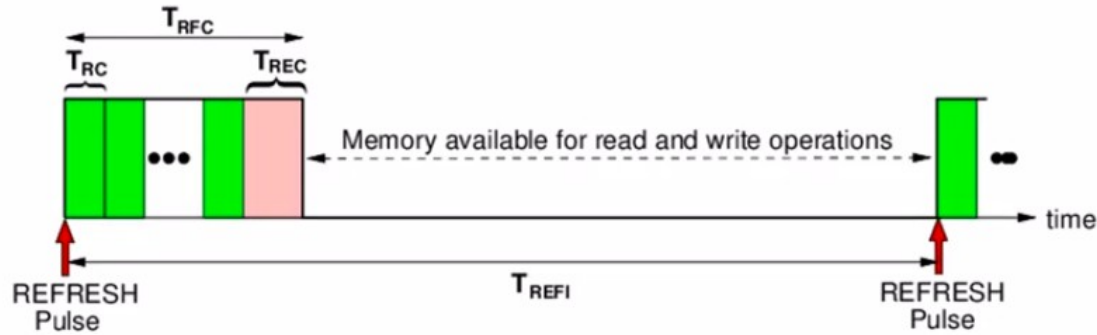 TRFC
TRC
TREC
Memory available for read and write operations
time
TREFI
REFRESH
Pulse
REFRESH
Pulse